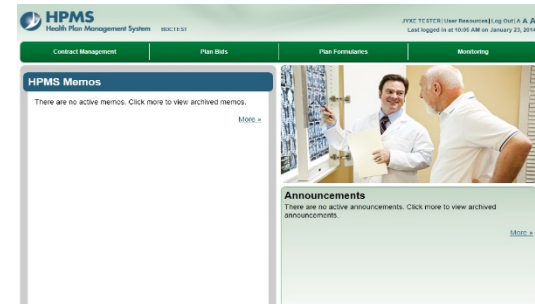 HPMS
Health Plan Management System
JYXC TESTER | User Resources | Log Out | A A A
Last logged in at 10:05 AM on January 23, 2014
Contract Management
Plan Bids
Plan Formularies
Monitoring
HPMS Memos
There are no active memos. Click more to view archived memos.
More »
Announcements
There are no active announcements. Click more to view archived
announcements.
More »